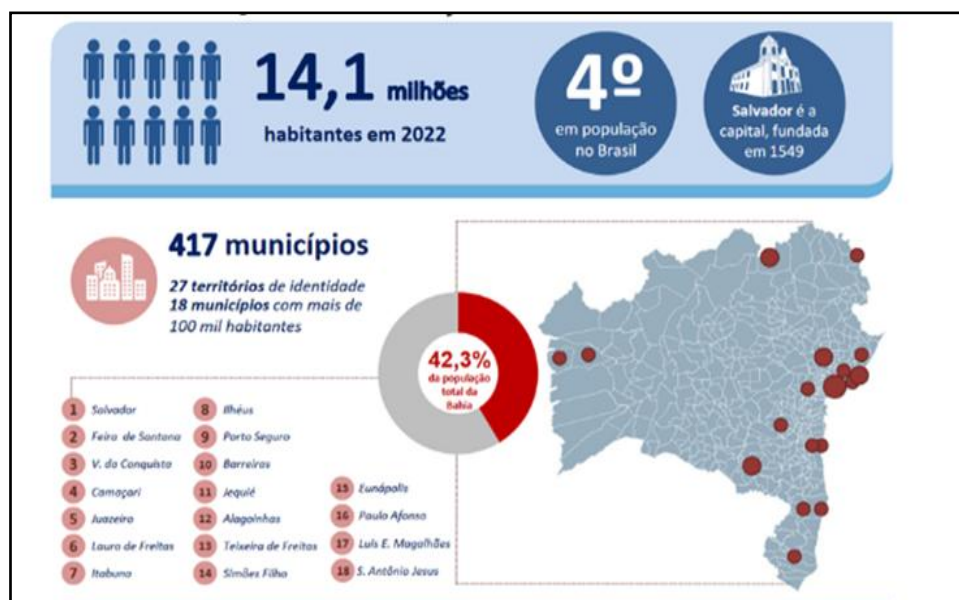 14,1 milhões
habitantes em 2022
4º
em população
no Brasil
Salvador é a
capital, fundada
em 1549
417 municípios
27 territórios de identidade
18 municípios com mais de
100 mil habitantes
42,3%
da população
total da
Bahia
1 Salvador
2 Feira de Santana
3 V. da Conquista
4 Camaçari
5 Juazeiro
6 Lauro de Freitas
7 Itabuna
8 Ilhéus
9 Porto Seguro
10 Barreiras
11 Jequié
12 Alagoinhas
13 Teixeira de Freitas
14 Simões Filho
15 Eunápolis
16 Paulo Afonso
17 Luís E. Magalhães
18 S. Antônio Jesus